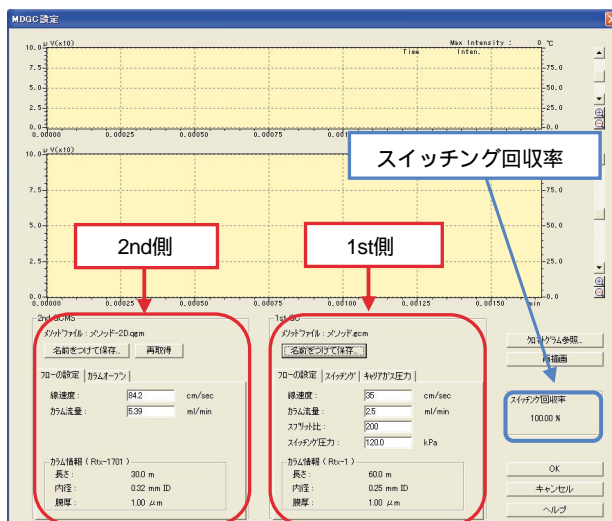 MDGC設定
μV(x10)
Max Intensity : 0 ℃
Time Inten.
10.0
7.5
5.0
2.5
0.0
75.0
50.0
25.0
0.0
0.00000 0.00025 0.00050 0.00075 0.00100 0.00125 0.00150
スイッチング回収率
μV(x10)
10.0
7.5
5.0
2.5
0.0
50.0
25.0
0.0
2nd側
1st側
0.00000 0.00025 0.00050 0.00100 0.00125 0.00150 min
2nd GCMS
メソッドファイル : メソッド-2D.qgm
名前をつけて保存... 再取得
フローの設定 カラムオーブン
線速度 : 84.2 cm/sec
カラム流量 : 5.39 ml/min
カラム情報 ( Rtx-1701 )
長さ : 30.0 m
内径 : 0.32 mm ID
膜厚 : 1.00 μm
1st GC
メソッドファイル : メソッド.gcm
名前をつけて保存...
フローの設定 スイッチング キャリアガス圧力
線速度 : 35 cm/sec
カラム流量 : 2.5 ml/min
スプリット比 : 200
スイッチング圧力 : 120.0 kPa
カラム情報 ( Rtx-1 )
長さ : 60.0 m
内径 : 0.25 mm ID
膜厚 : 1.00 μm
クロマトグラム参照...
再描画
スイッチング回収率
100.00 %
OK
キャンセル
ヘルプ